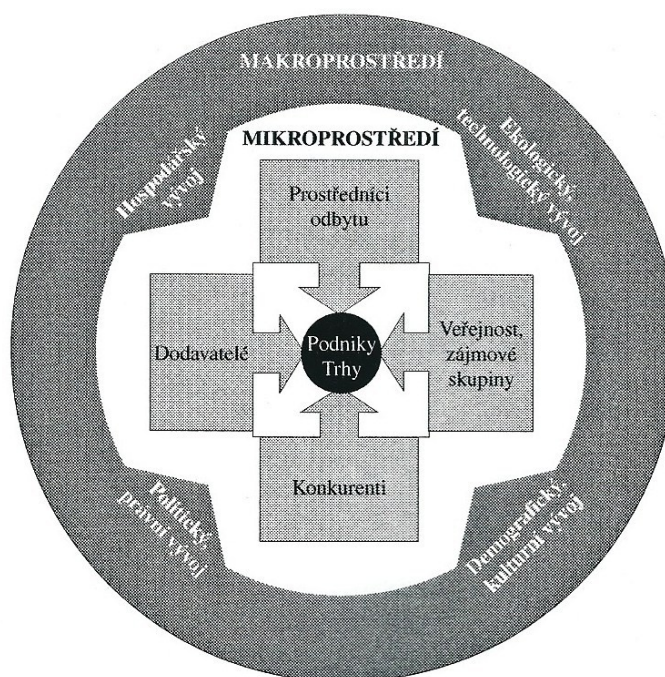 MAKROPROSTŘEDÍ
Hospodářský
vývoj
Ekologický,
technologický vývoj
MIKROPROSTŘEDÍ
Prostředníci
odbytu
Dodavatelé
Podniky
Trhy
Veřejnost,
zájmové
skupiny
Konkurenti
Politický,
právní vývoj
Demografický,
kulturní vývoj